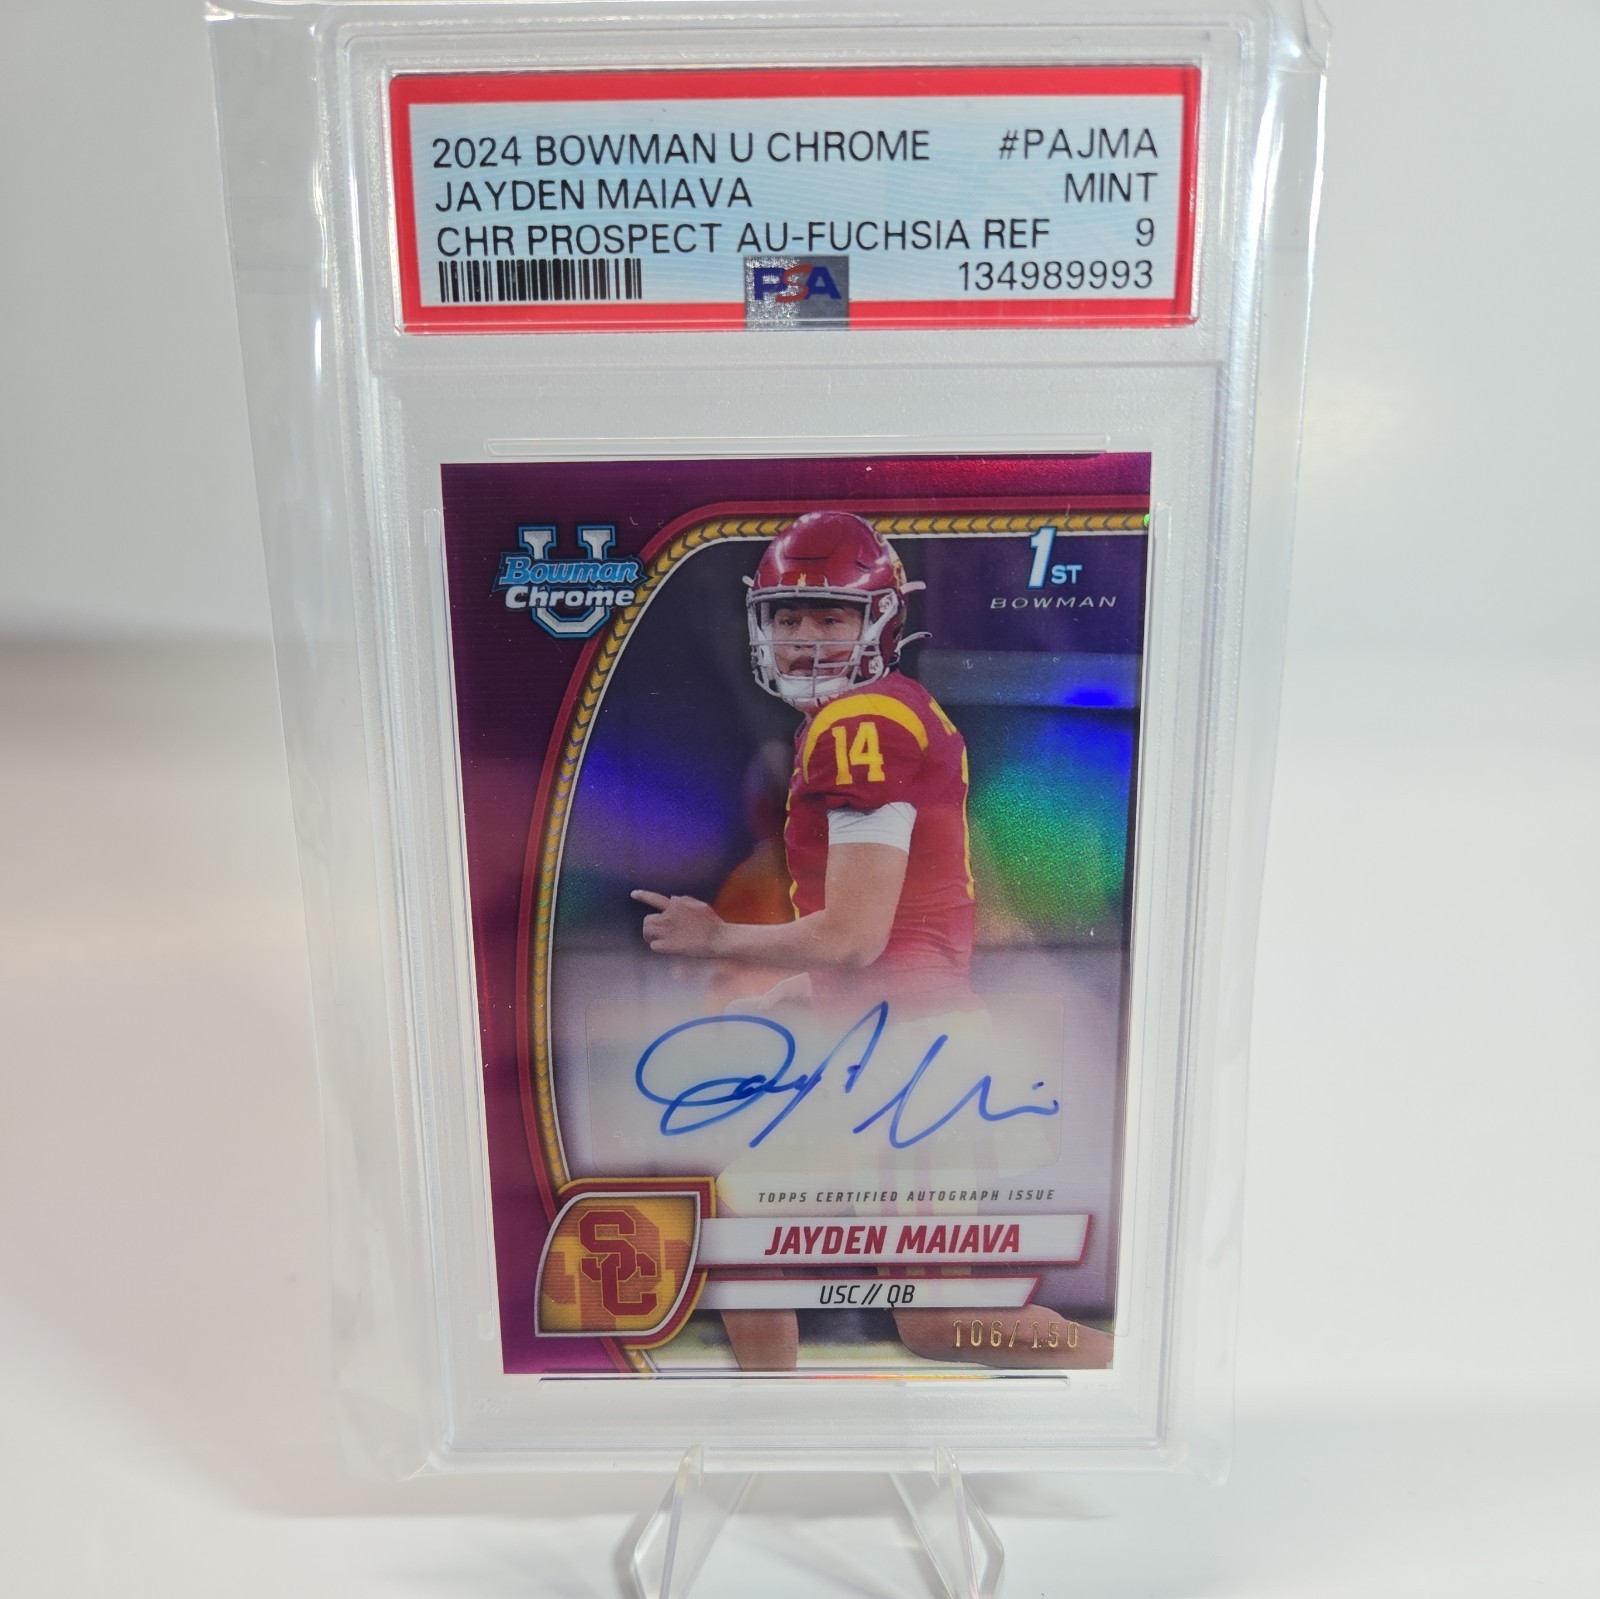 2024 BOWMAN U CHROME #PAJMA
JAYDEN MAIAVA MINT
CHR PROSPECT AU-FUCHSIA REF 9
PSA 134989993
U
Bowman
Chrome
1ST
BOWMAN
14
TOPPS CERTIFIED AUTOGRAPH ISSUE
JAYDEN MAIAVA
SC
USC// QB
106/150